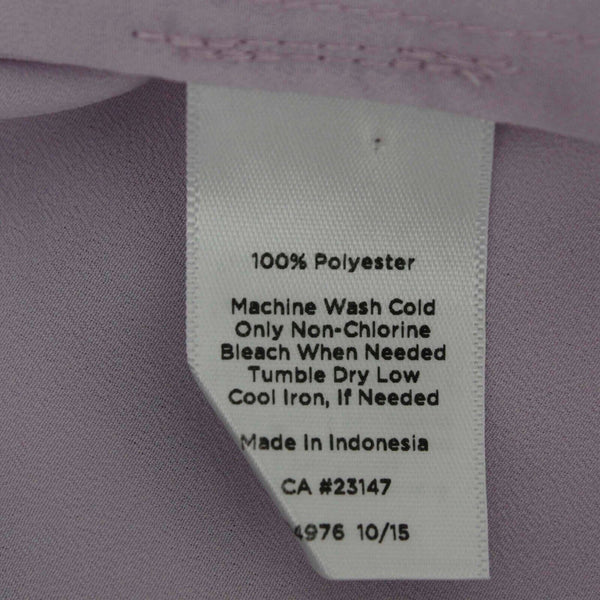 100% Polyester
Machine Wash Cold
Only Non-Chlorine
Bleach When Needed
Tumble Dry Low
Cool Iron, If Needed
Made In Indonesia
CA #23147
4976 10/15